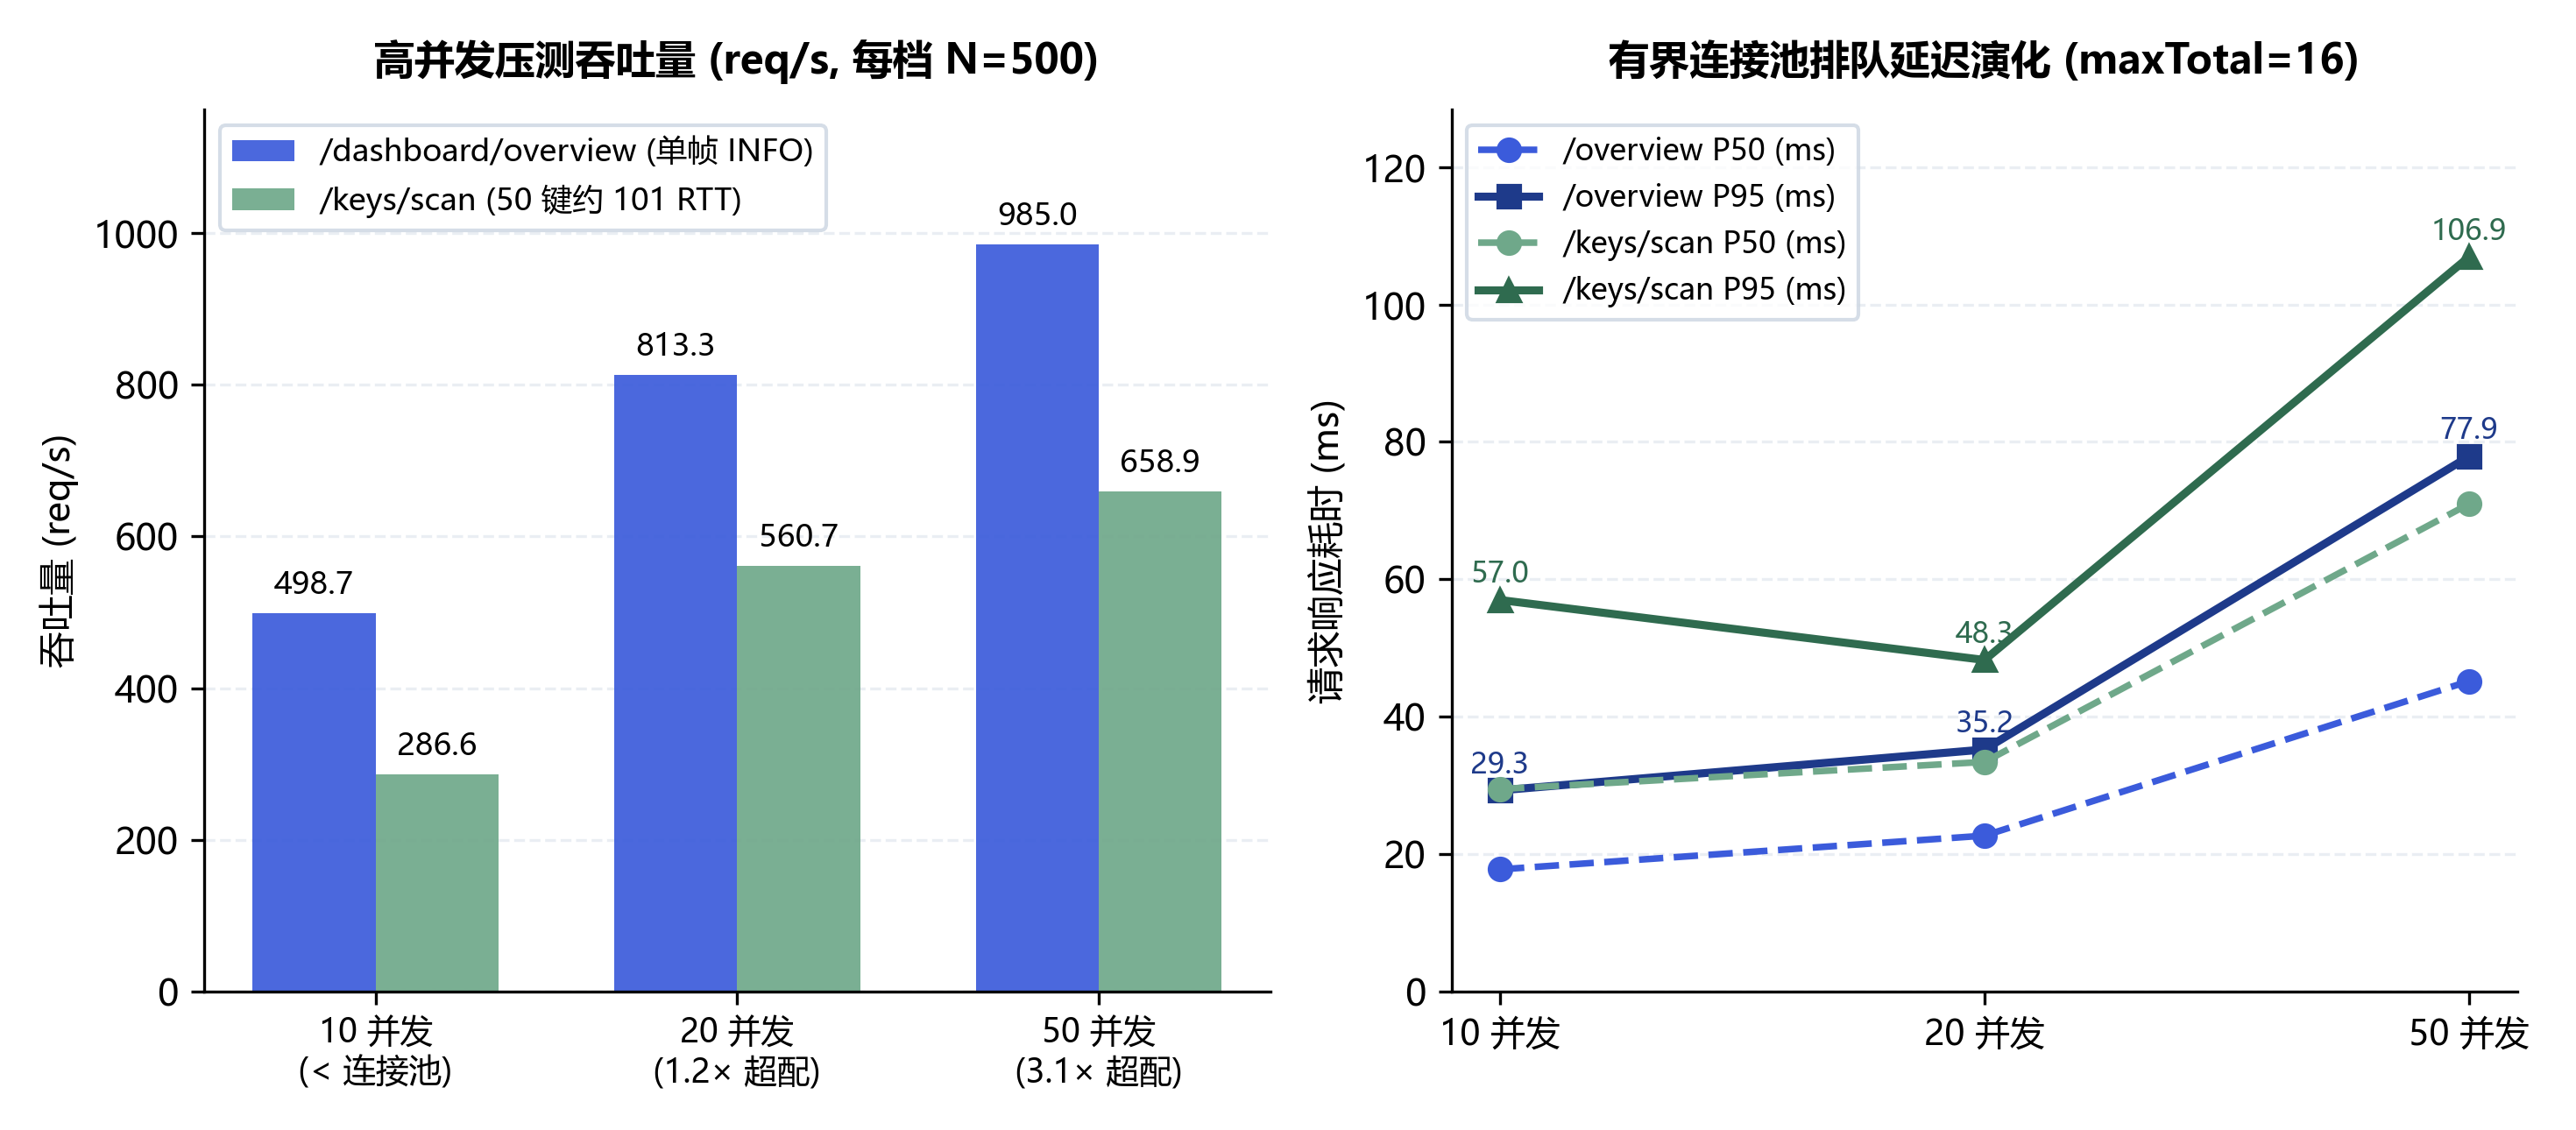 高并发压测吞吐量 (req/s, 每档 N=500)
/dashboard/overview (单帧 INFO)
/keys/scan (50 键约 101 RTT)
吞吐量 (req/s)
1000
800
600
400
200
0
498.7
286.6
813.3
560.7
985.0
658.9
10 并发
(< 连接池)
20 并发
(1.2× 超配)
50 并发
(3.1× 超配)
有界连接池排队延迟演化 (maxTotal=16)
/overview P50 (ms)
/overview P95 (ms)
/keys/scan P50 (ms)
/keys/scan P95 (ms)
请求响应耗时 (ms)
120
100
80
60
40
20
0
57.0
29.3
48.3
35.2
106.9
77.9
10 并发
20 并发
50 并发